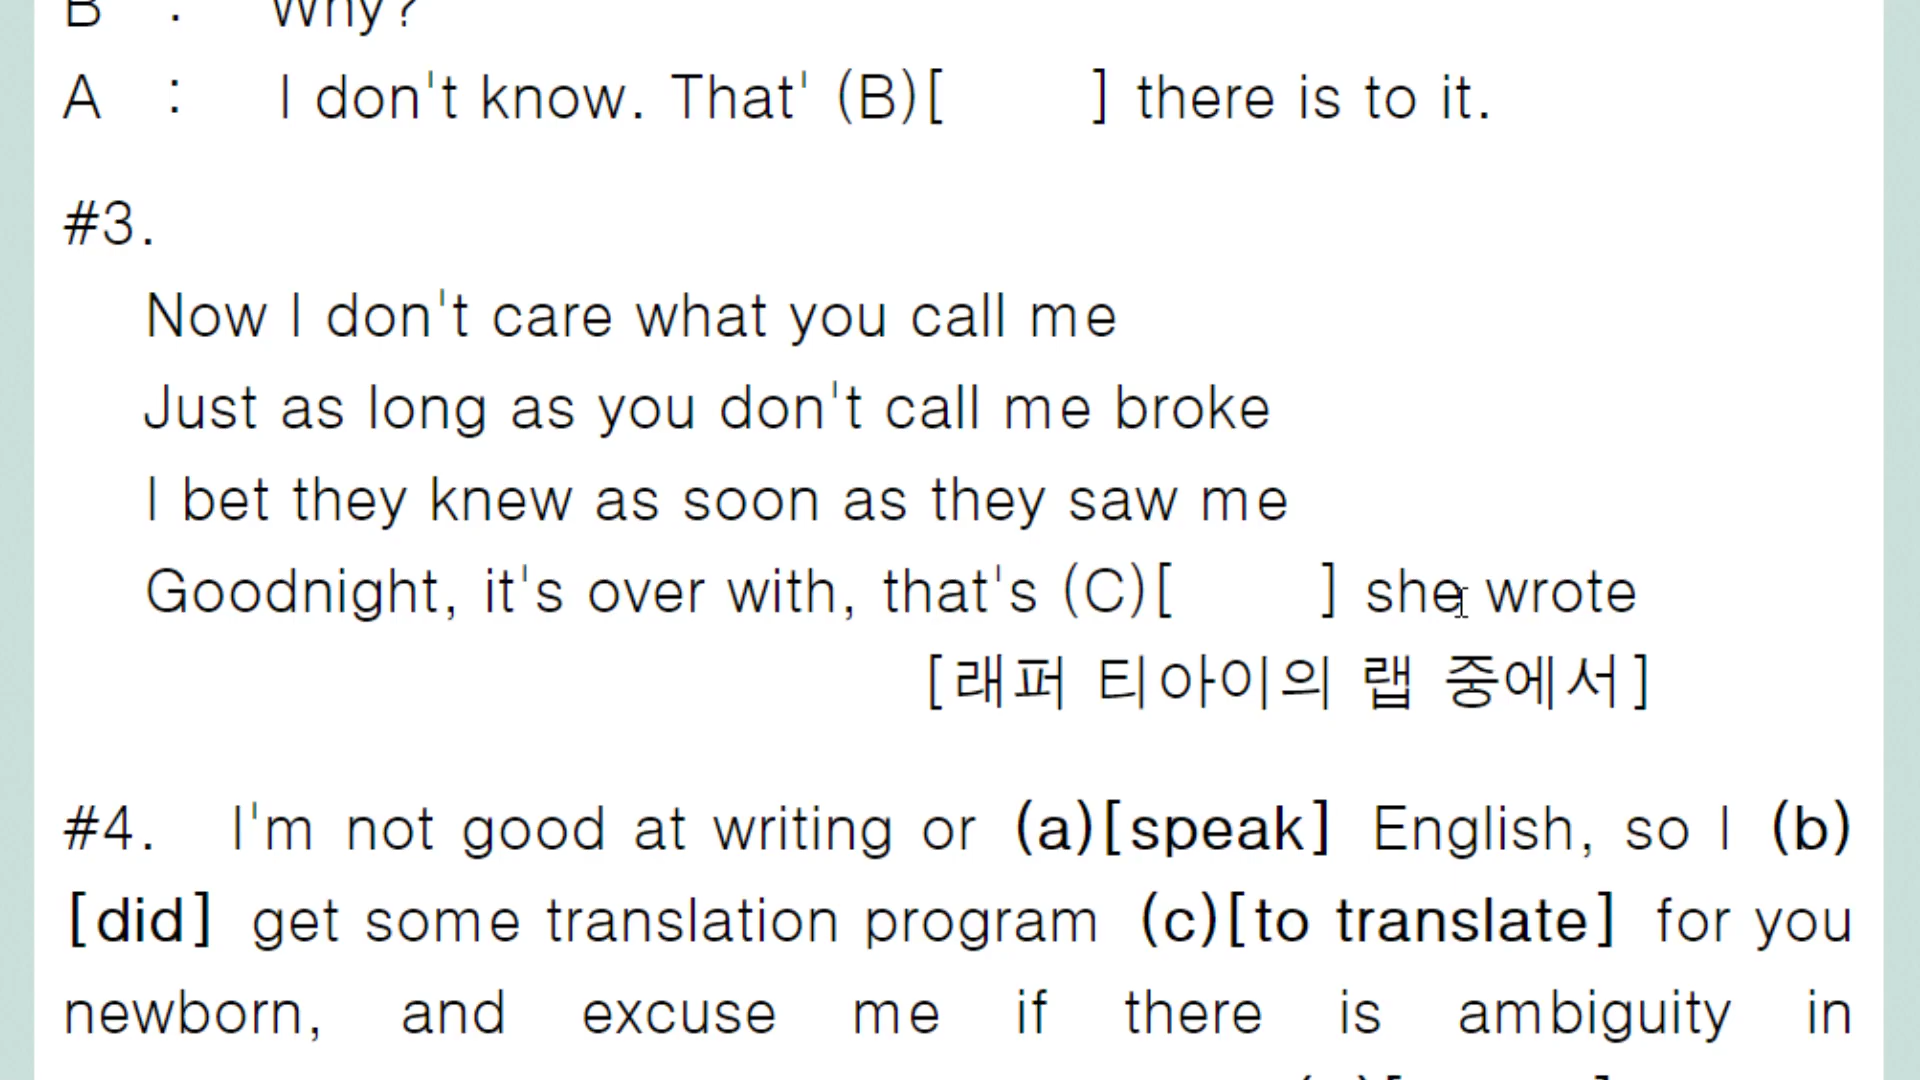 B : Why?
A : I don't know. That' (B)[ ] there is to it.
#3.
Now I don't care what you call me
Just as long as you don't call me broke
I bet they knew as soon as they saw me
Goodnight, it's over with, that's (C)[ ] she wrote
[래퍼 티아이의 랩 중에서]
#4. I'm not good at writing or (a)[speak] English, so I (b)
[did] get some translation program (c)[to translate] for you
newborn, and excuse me if there is ambiguity in